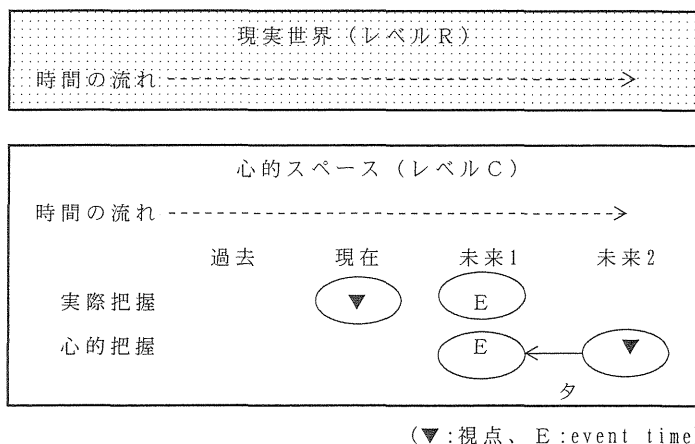 現実世界（レベルR）
時間の流れ
心的スペース（レベルC）
時間の流れ
過去 現在 未来1 未来2
実際把握 ▼ E
心的把握 E ▼
タ
(▼:視点、E:event time